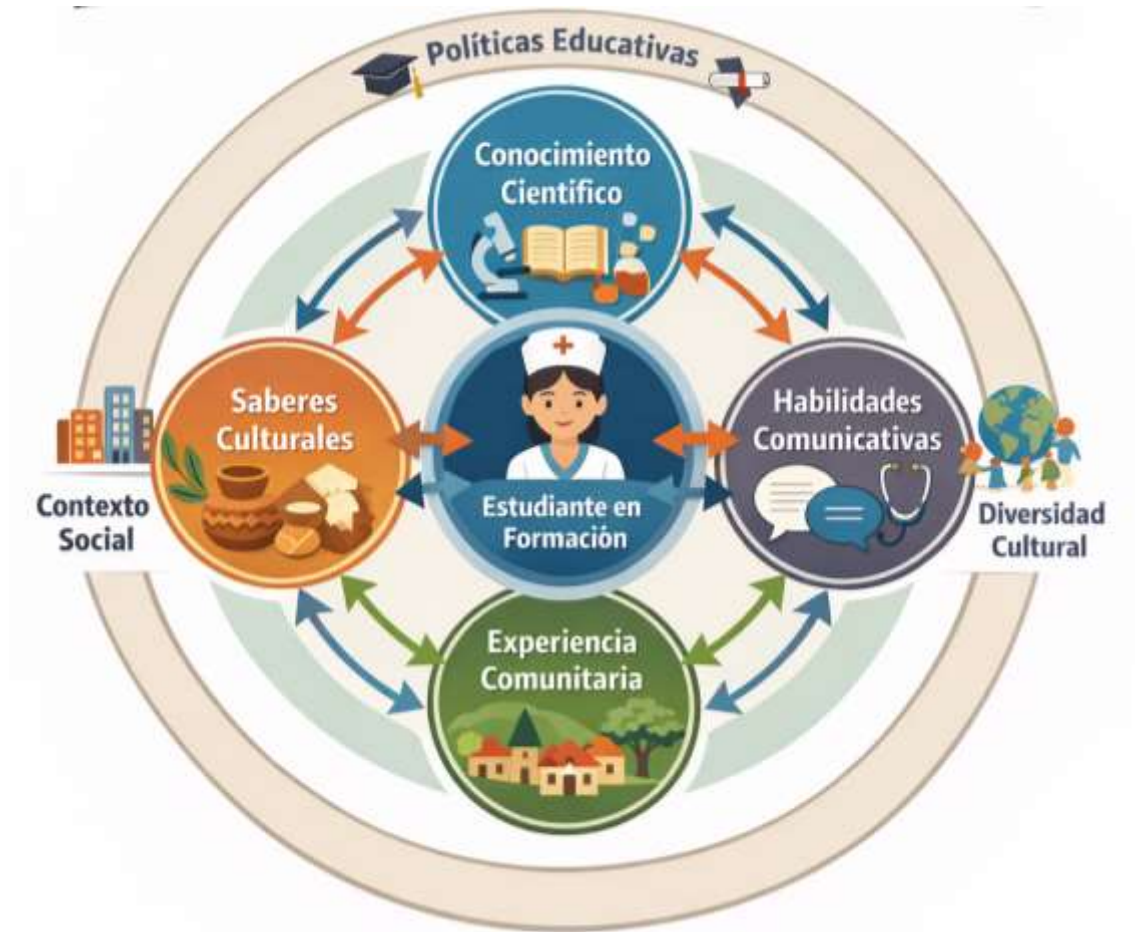 Políticas Educativas
Conocimiento
Científico
Saberes
Culturales
Habilidades
Comunicativas
Estudiante en
Formación
Contexto
Social
Diversidad
Cultural
Experiencia
Comunitaria